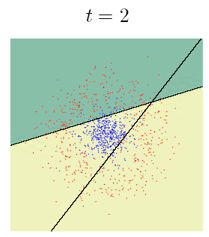 t = 2